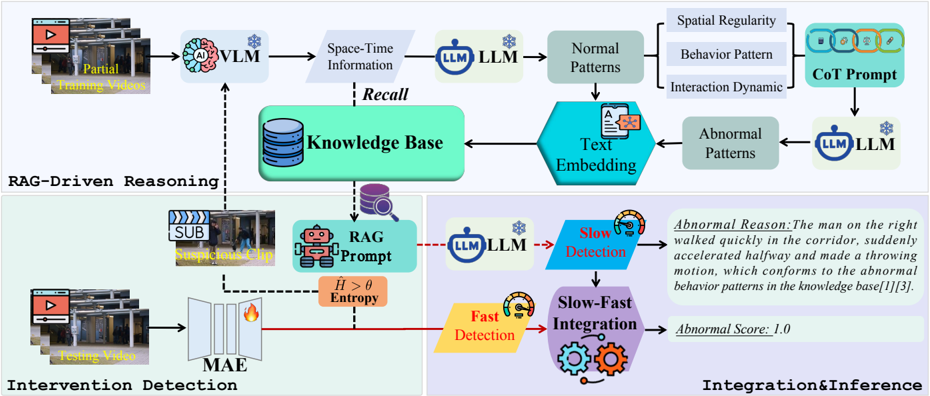 Partial
Training Videos
AI
VLM
Space-Time
Information
LLM
LLM
Normal
Patterns
Spatial Regularity
Behavior Pattern
Interaction Dynamic
CoT Prompt
Recall
Knowledge Base
A
Text
Embedding
Abnormal
Patterns
LLM
LLM
RAG-Driven Reasoning
SUB
Suspicious Clip
RAG
Prompt
Ĥ > θ
Entropy
Testing Video
MAE
Intervention Detection
LLM
LLM
Slow
Detection
Fast
Detection
Slow-Fast
Integration
Abnormal Reason: The man on the right
walked quickly in the corridor, suddenly
accelerated halfway and made a throwing
motion, which conforms to the abnormal
behavior patterns in the knowledge base[1][3].
Abnormal Score: 1.0
Integration&Inference